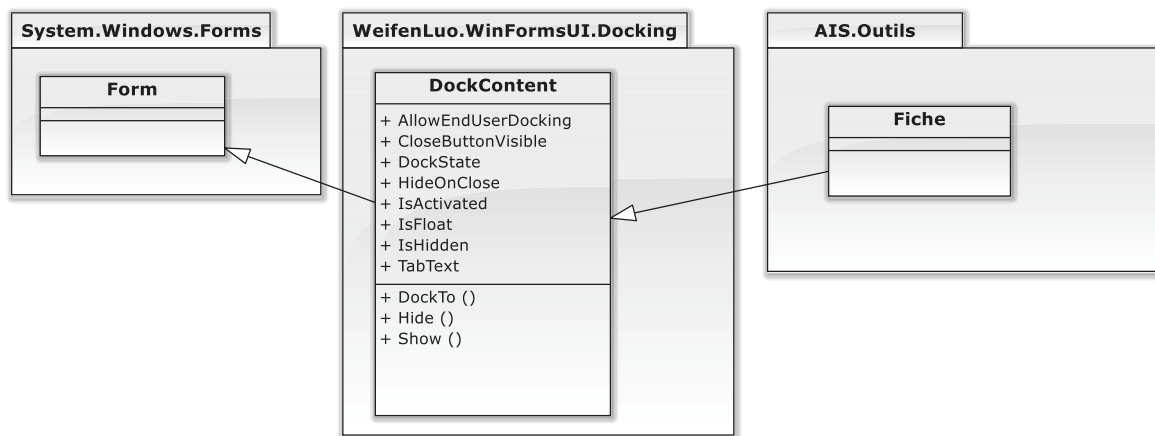 System.Windows.Forms
Form
WeifenLuo.WinFormsUI.Docking
DockContent
+ AllowEndUserDocking
+ CloseButtonVisible
+ DockState
+ HideOnClose
+ IsActivated
+ IsFloat
+ IsHidden
+ TabText
+ DockTo ()
+ Hide ()
+ Show ()
AIS.Outils
Fiche